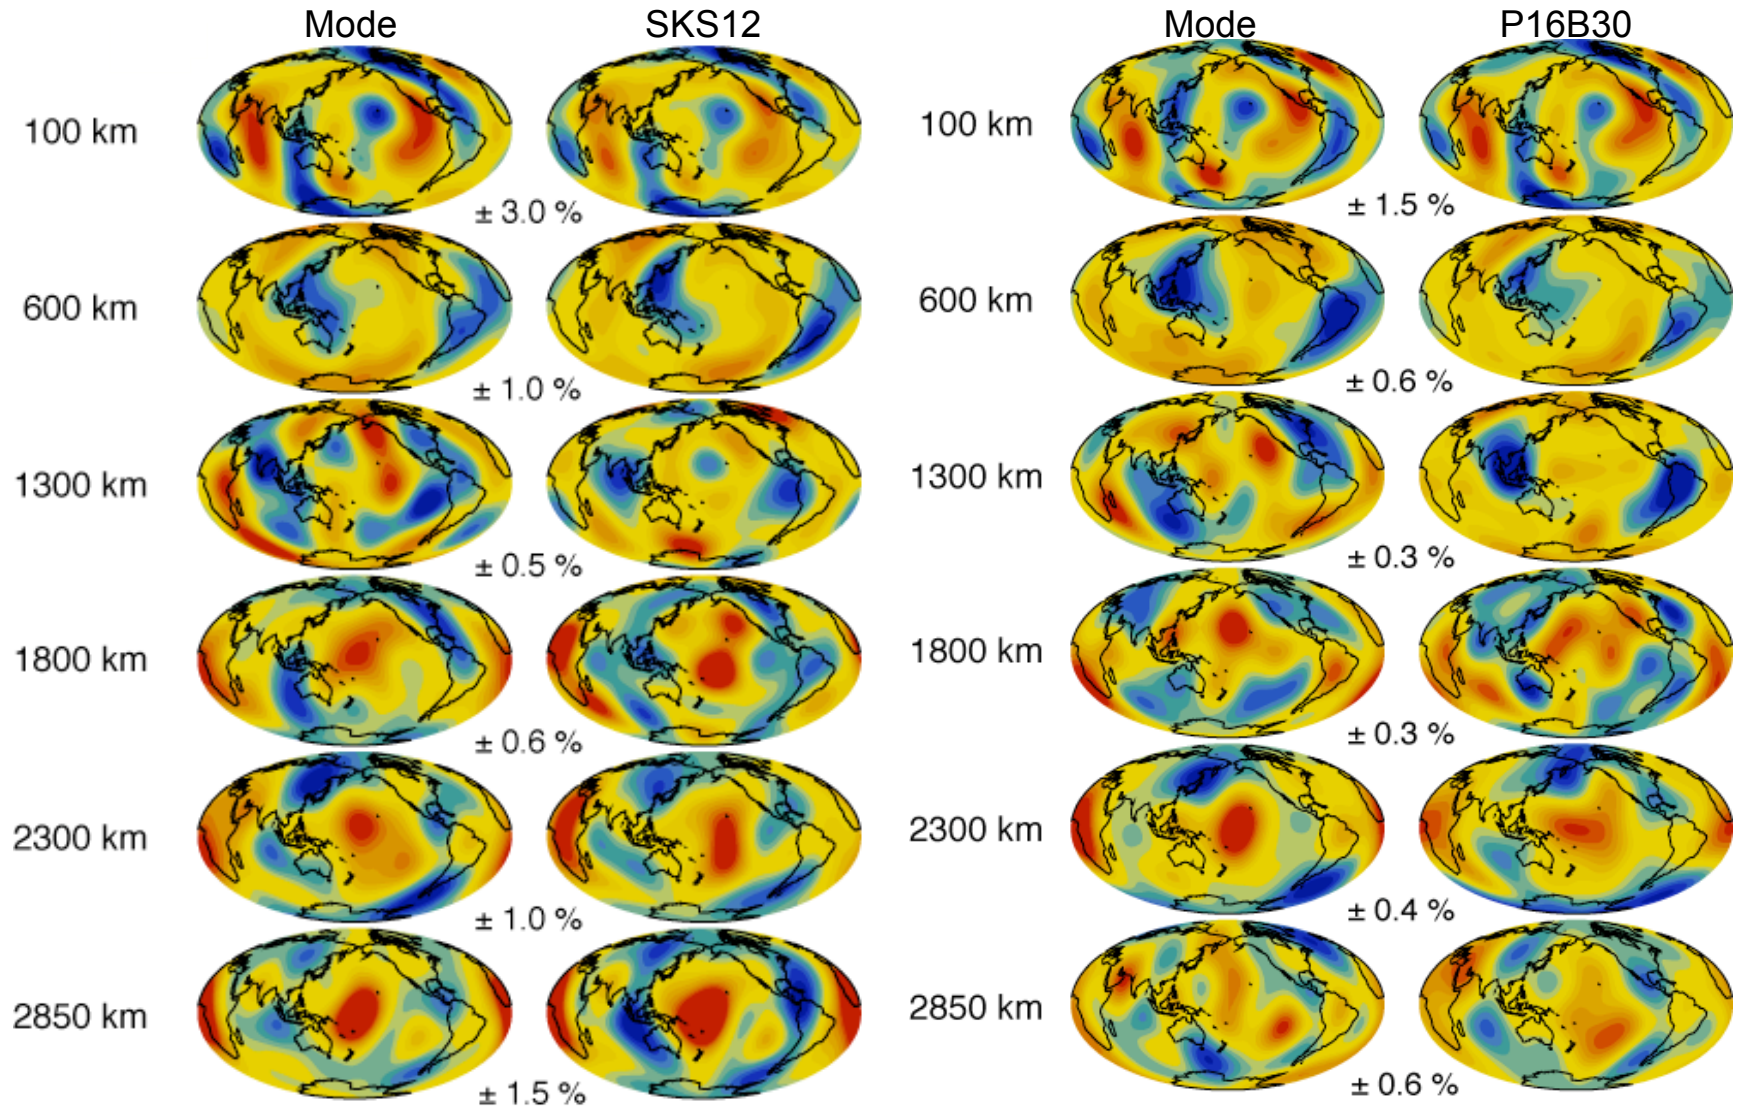 Mode SKS12 Mode P16B30
100 km 100 km
± 3.0 % ± 1.5 %
600 km 600 km
± 1.0 % ± 0.6 %
1300 km 1300 km
± 0.5 % ± 0.3 %
1800 km 1800 km
± 0.6 % ± 0.3 %
2300 km 2300 km
± 1.0 % ± 0.4 %
2850 km 2850 km
± 1.5 % ± 0.6 %